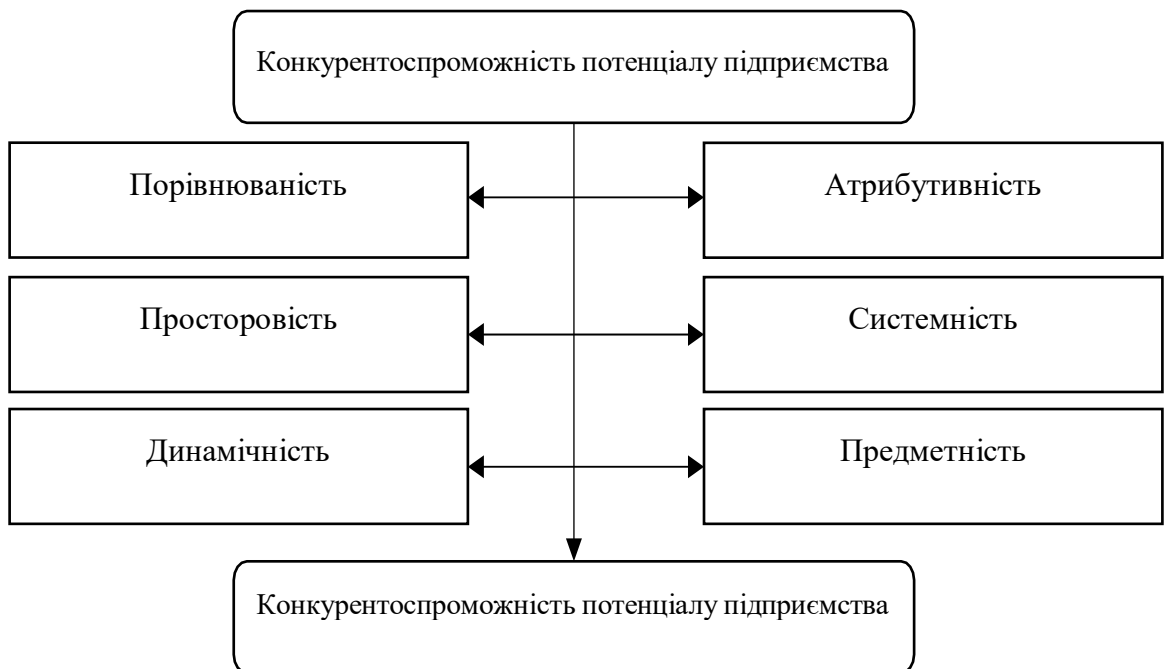 Конкурентоспроможність потенціалу підприємства
Порівнюваність
Атрибутивність
Просторовість
Системність
Динамічність
Предметність
Конкурентоспроможність потенціалу підприємства